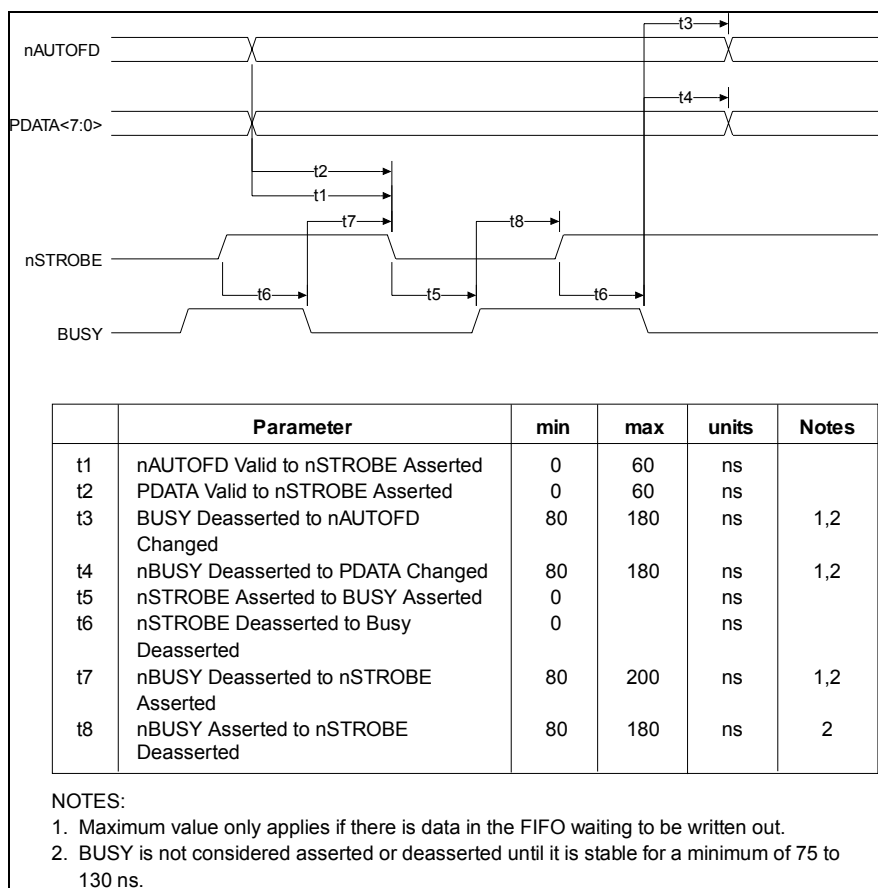 t3
nAUTOFD
t4
PDATA<7:0>
t2
t1
t7
t8
nSTROBE
t6
t5
t6
BUSY
Parameter min max units Notes
t1 nAUTOFD Valid to nSTROBE Asserted 0 60 ns
t2 PDATA Valid to nSTROBE Asserted 0 60 ns
t3 BUSY Deasserted to nAUTOFD 80 180 ns 1,2
Changed
t4 nBUSY Deasserted to PDATA Changed 80 180 ns 1,2
t5 nSTROBE Asserted to BUSY Asserted 0 ns
t6 nSTROBE Deasserted to Busy 0 ns
Deasserted
t7 nBUSY Deasserted to nSTROBE 80 200 ns 1,2
Asserted
t8 nBUSY Asserted to nSTROBE 80 180 ns 2
Deasserted
NOTES:
1. Maximum value only applies if there is data in the FIFO waiting to be written out.
2. BUSY is not considered asserted or deasserted until it is stable for a minimum of 75 to
130 ns.